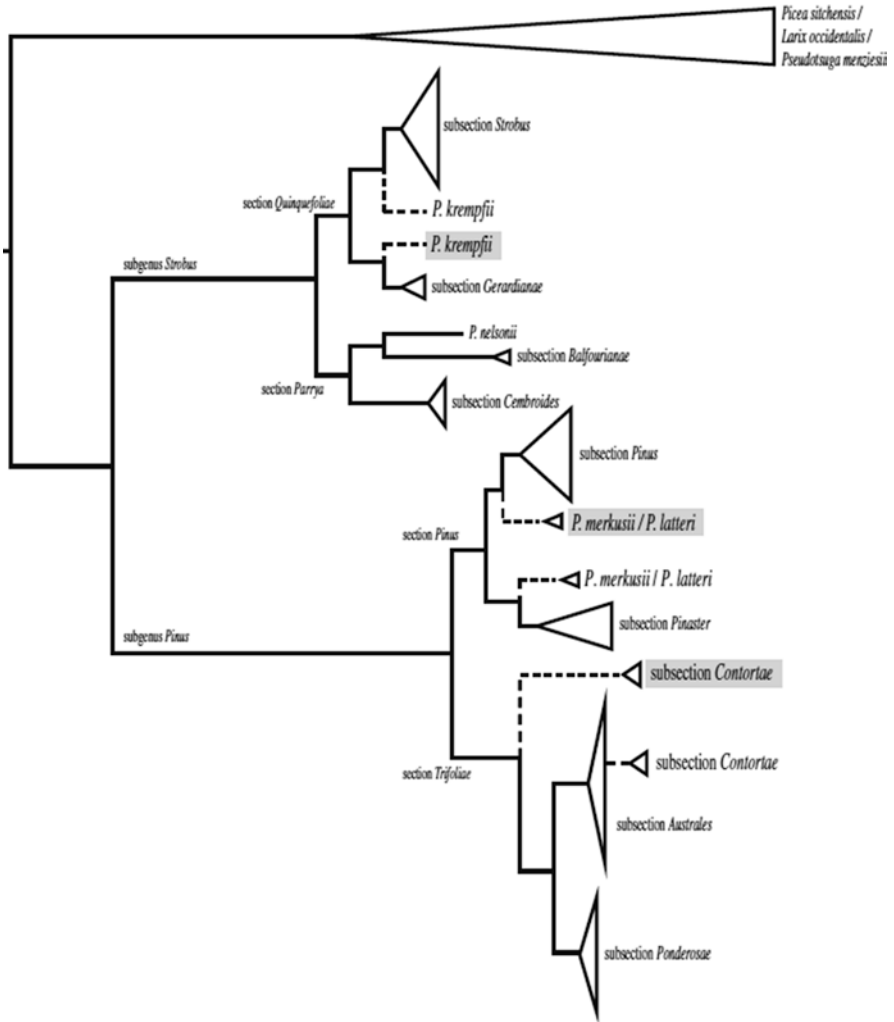 Picea sitchensis /
Larix occidentalis /
Pseudotsuga menziesii
subsection Strobus
section Quinquefoliae
P. krempfii
P. krempfii
subgenus Strobus
subsection Gerardianae
P. nelsonii
subsection Balfourianae
section Parrya
subsection Cembroides
subsection Pinus
P. merkusii / P. latteri
section Pinus
P. merkusii / P. latteri
subsection Pinaster
subgenus Pinus
subsection Contortae
subsection Contortae
section Trifoliae
subsection Australes
subsection Ponderosae